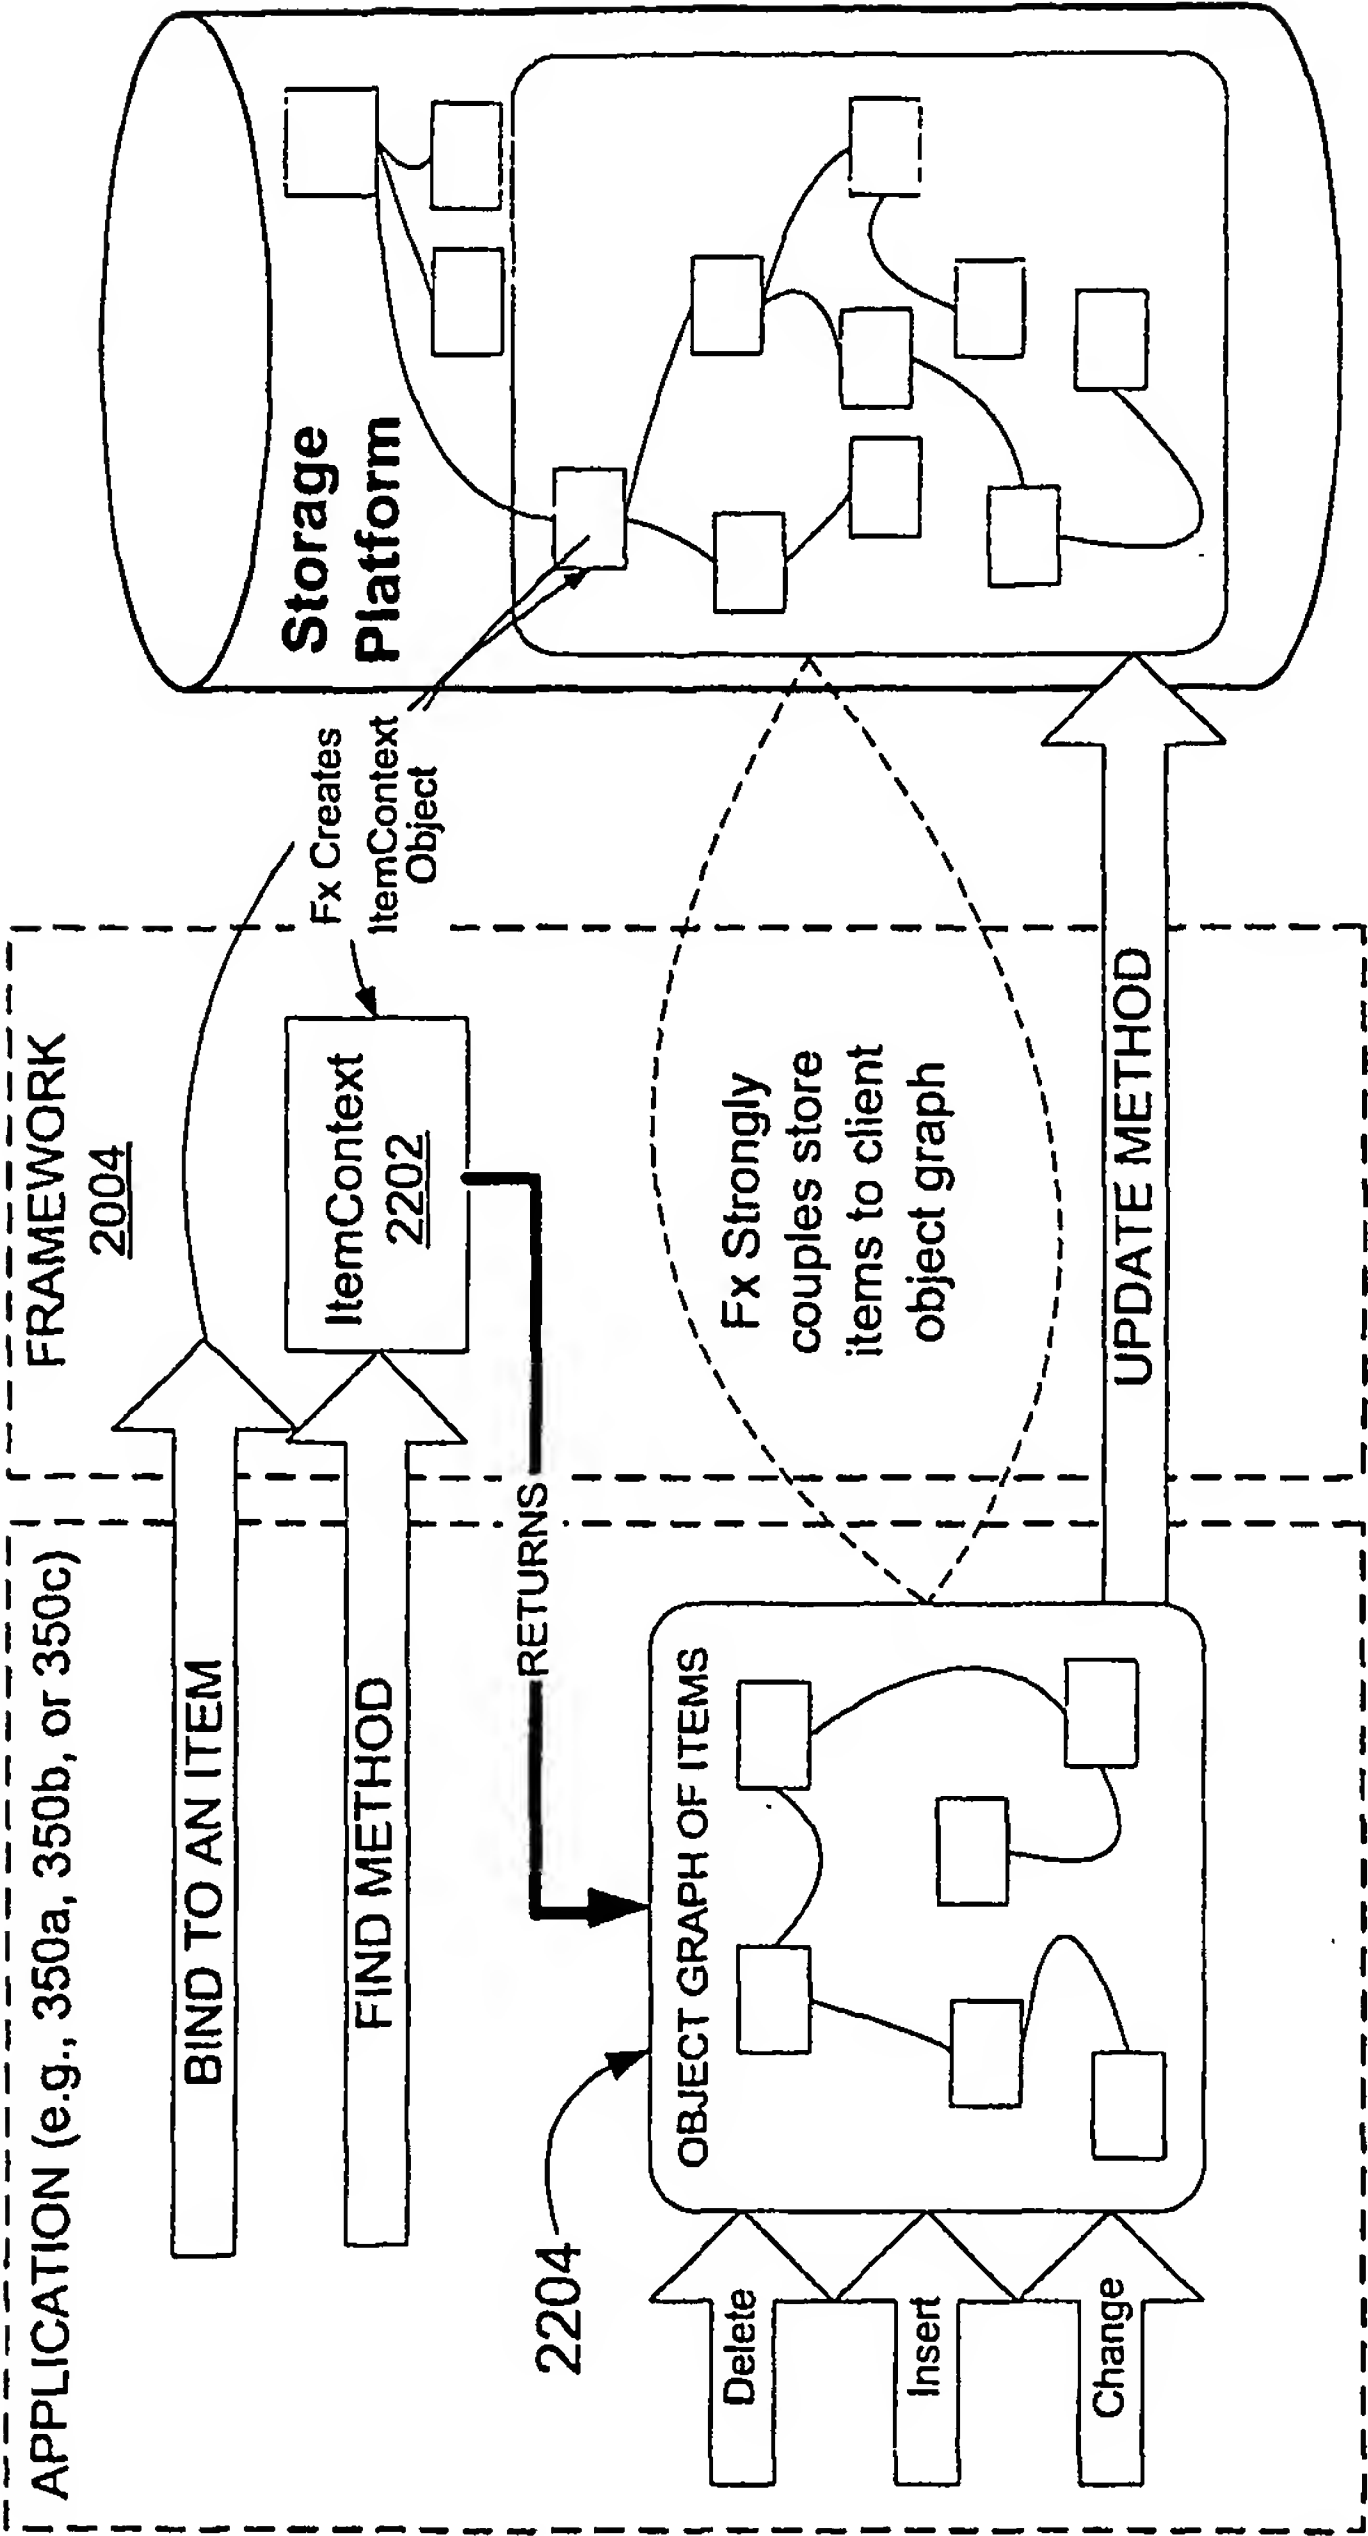 APPLICATION (e.g., 350a, 350b, or 350c)
BIND TO AN ITEM
FIND METHOD
RETURNS
2204
OBJECT GRAPH OF ITEMS
Delete
Insert
Change
FRAMEWORK
2004
ItemContext
2202
Fx Strongly
couples store
items to client
object graph
UPDATE METHOD
Fx Creates
ItemContext
Object
Storage
Platform